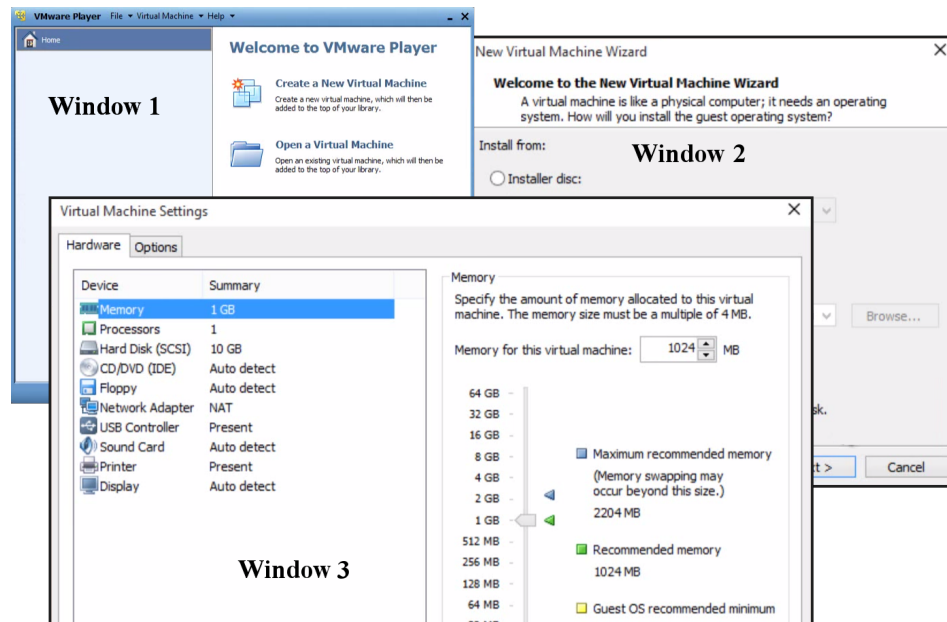 VMware Player File Virtual Machine Help
Home
Welcome to VMware Player
Create a New Virtual Machine
Create a new virtual machine, which will then be
added to the top of your library.
Open a Virtual Machine
Open an existing virtual machine, which will then be
added to the top of your library.
Window 1
New Virtual Machine Wizard
Welcome to the New Virtual Machine Wizard
A virtual machine is like a physical computer; it needs an operating
system. How will you install the guest operating system?
Install from:
Window 2
Installer disc:
Browse...
Cancel
Virtual Machine Settings
Hardware Options
Device Summary
Memory 1 GB
Processors 1
Hard Disk (SCSI) 10 GB
CD/DVD (IDE) Auto detect
Floppy Auto detect
Network Adapter NAT
USB Controller Present
Sound Card Auto detect
Printer Present
Display Auto detect
Window 3
Memory
Specify the amount of memory allocated to this virtual
machine. The memory size must be a multiple of 4 MB.
Memory for this virtual machine: 1024 MB
64 GB
32 GB
16 GB
8 GB
4 GB
2 GB
1 GB
512 MB
256 MB
128 MB
64 MB
Maximum recommended memory
(Memory swapping may
occur beyond this size.)
2204 MB
Recommended memory
1024 MB
Guest OS recommended minimum